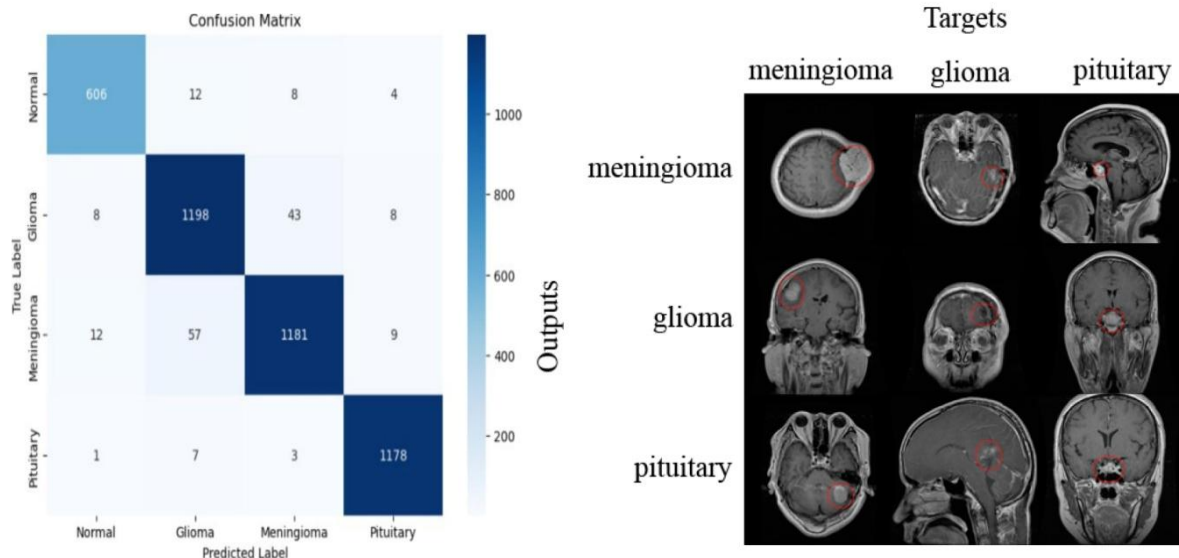 Confusion Matrix
True Label
Normal
606 12 8 4
Glioma
8 1198 43 8
Meningioma
12 57 1181 9
Pituitary
1 7 3 1178
Normal Glioma Meningioma Pituitary
Predicted Label
1000
800
600
400
200
Targets
meningioma glioma pituitary
Outputs
meningioma
glioma
pituitary